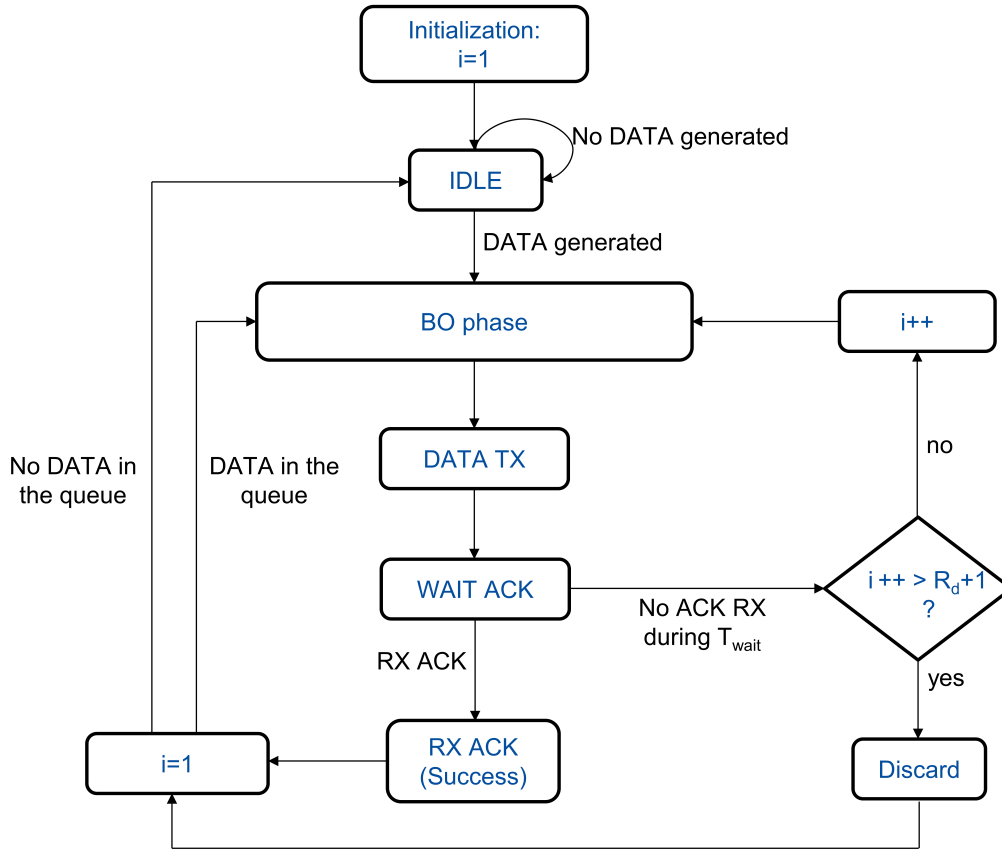 Initialization:
i=1
No DATA generated
IDLE
DATA generated
BO phase
i++
DATA TX
No DATA in
the queue
DATA in the
queue
no
WAIT ACK
No ACK RX
during Twait
i ++ > Rd+1
?
RX ACK
yes
RX ACK
(Success)
i=1
Discard